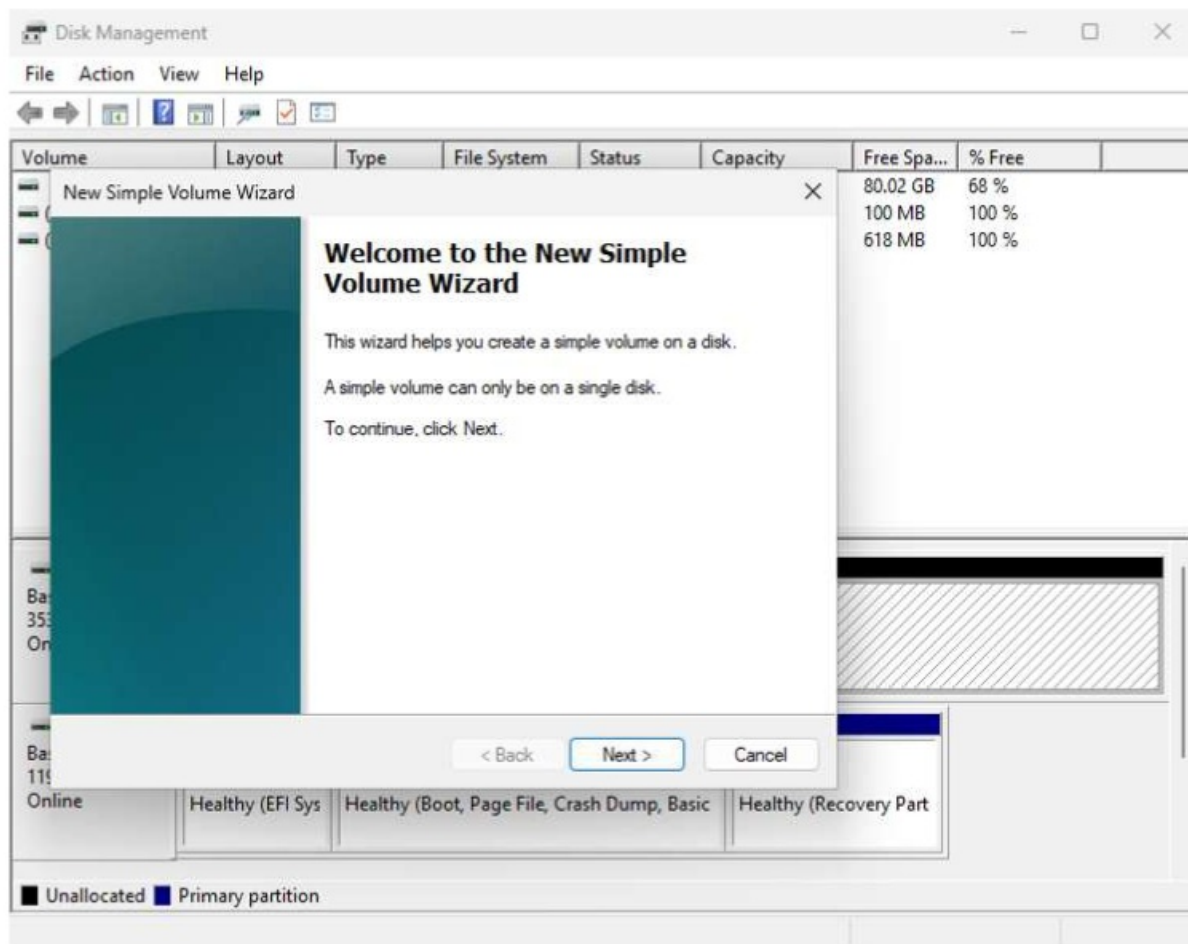 Disk Management
File Action View Help
Volume Layout Type File System Status Capacity Free Spa... % Free
80.02 GB 68 %
100 MB 100 %
618 MB 100 %
New Simple Volume Wizard
Welcome to the New Simple
Volume Wizard
This wizard helps you create a simple volume on a disk.
A simple volume can only be on a single disk.
To continue, click Next.
< Back Next > Cancel
Online
Healthy (EFI Sys Healthy (Boot, Page File, Crash Dump, Basic Healthy (Recovery Part
Unallocated Primary partition